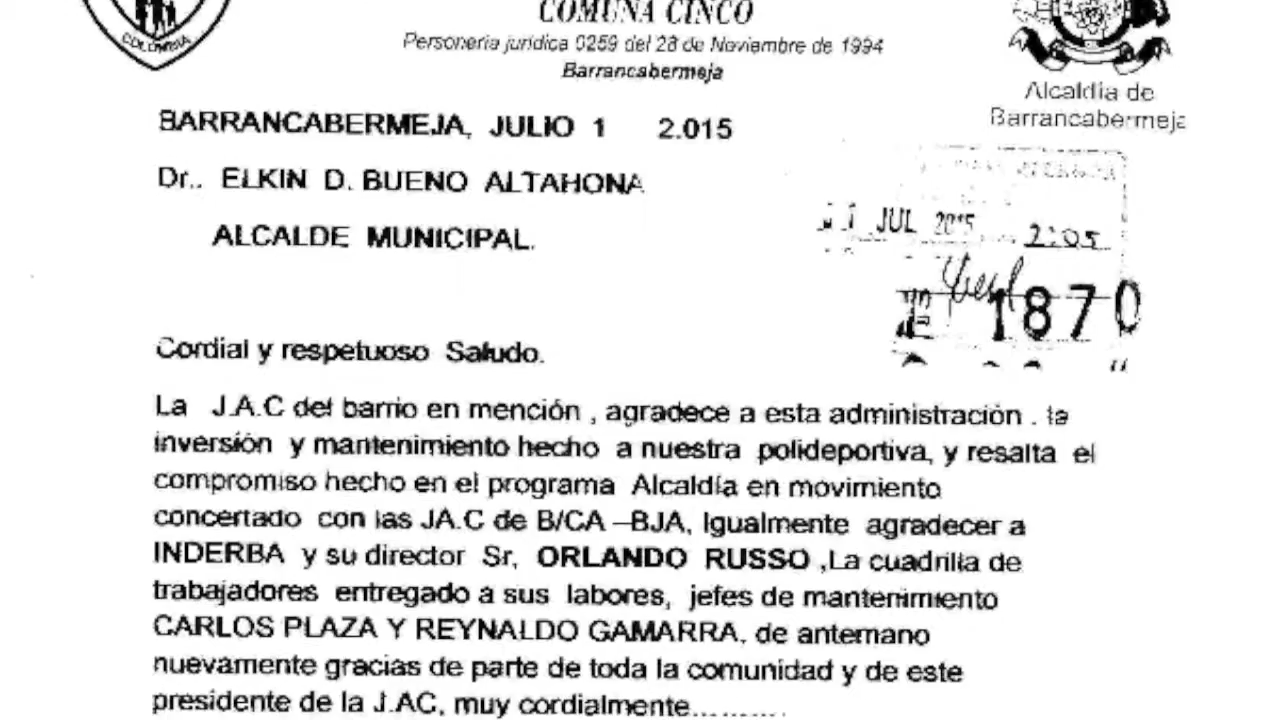 COLOMBIA
COMUNA CINCO
Personería jurídica 0259 del 28 de Noviembre de 1994
Barrancabermeja
Alcaldía de
Barrancabermeja
BARRANCABERMEJA, JULIO 1 2.015
Dr.. ELKIN D. BUENO ALTAHONA
ALCALDE MUNICIPAL.
JUL 2015 2:05
1870
Cordial y respetuoso Saludo.
La J.A.C del barrio en mención , agradece a esta administración . la
inversión y mantenimiento hecho a nuestra polideportiva, y resalta el
compromiso hecho en el programa Alcaldía en movimiento
concertado con las JA.C de B/CA –BJA, Igualmente agradecer a
INDERBA y su director Sr, ORLANDO RUSSO ,La cuadrilla de
trabajadores entregado a sus labores, jefes de mantenimiento
CARLOS PLAZA Y REYNALDO GAMARRA, de antemano
nuevamente gracias de parte de toda la comunidad y de este
presidente de la J.AC, muy cordialmente..........